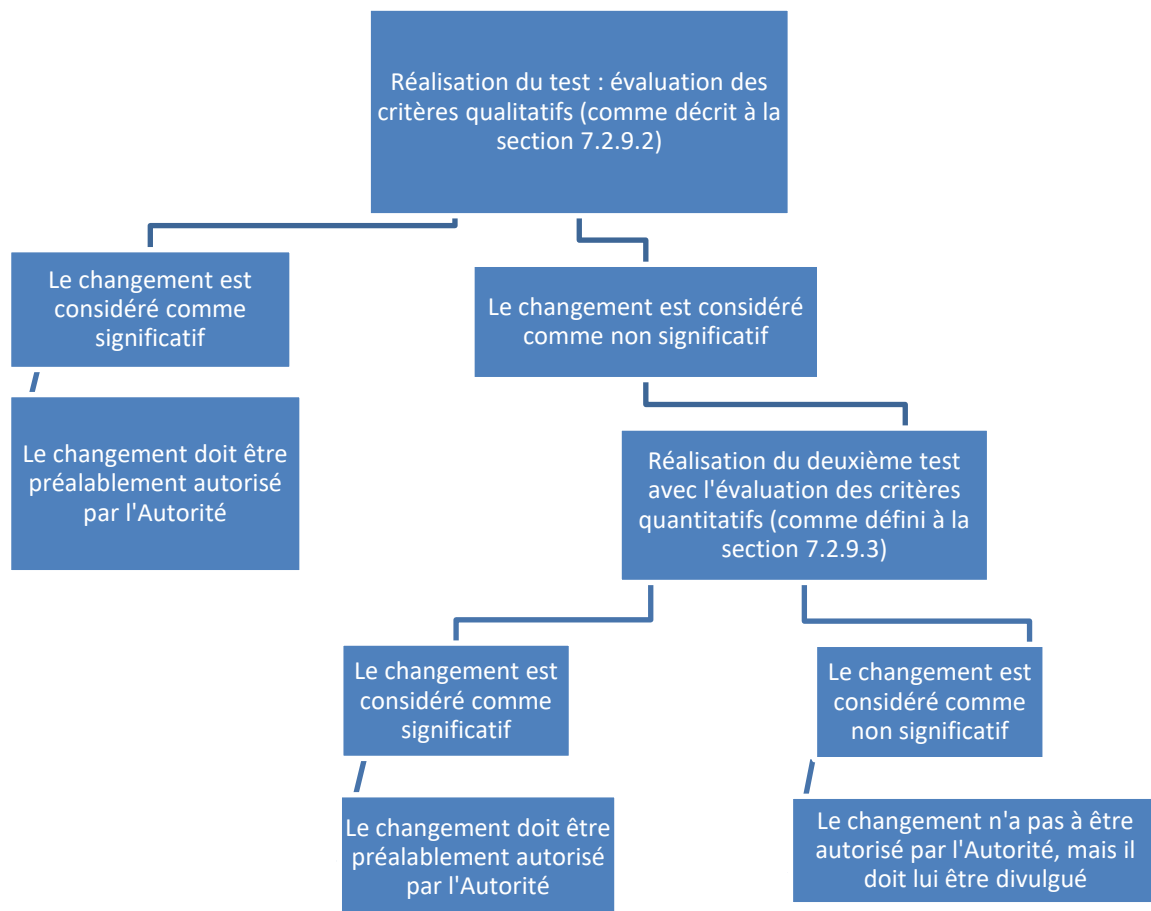 Réalisation du test : évaluation des
critères qualitatifs (comme décrit à la
section 7.2.9.2)
Le changement est
considéré comme
significatif
Le changement est considéré
comme non significatif
Le changement doit être
préalablement autorisé
par l'Autorité
Réalisation du deuxième test
avec l'évaluation des critères
quantitatifs (comme défini à la
section 7.2.9.3)
Le changement est
considéré comme
significatif
Le changement est
considéré comme
non significatif
Le changement doit être
préalablement autorisé
par l'Autorité
Le changement n'a pas à être
autorisé par l'Autorité, mais il
doit lui être divulgué